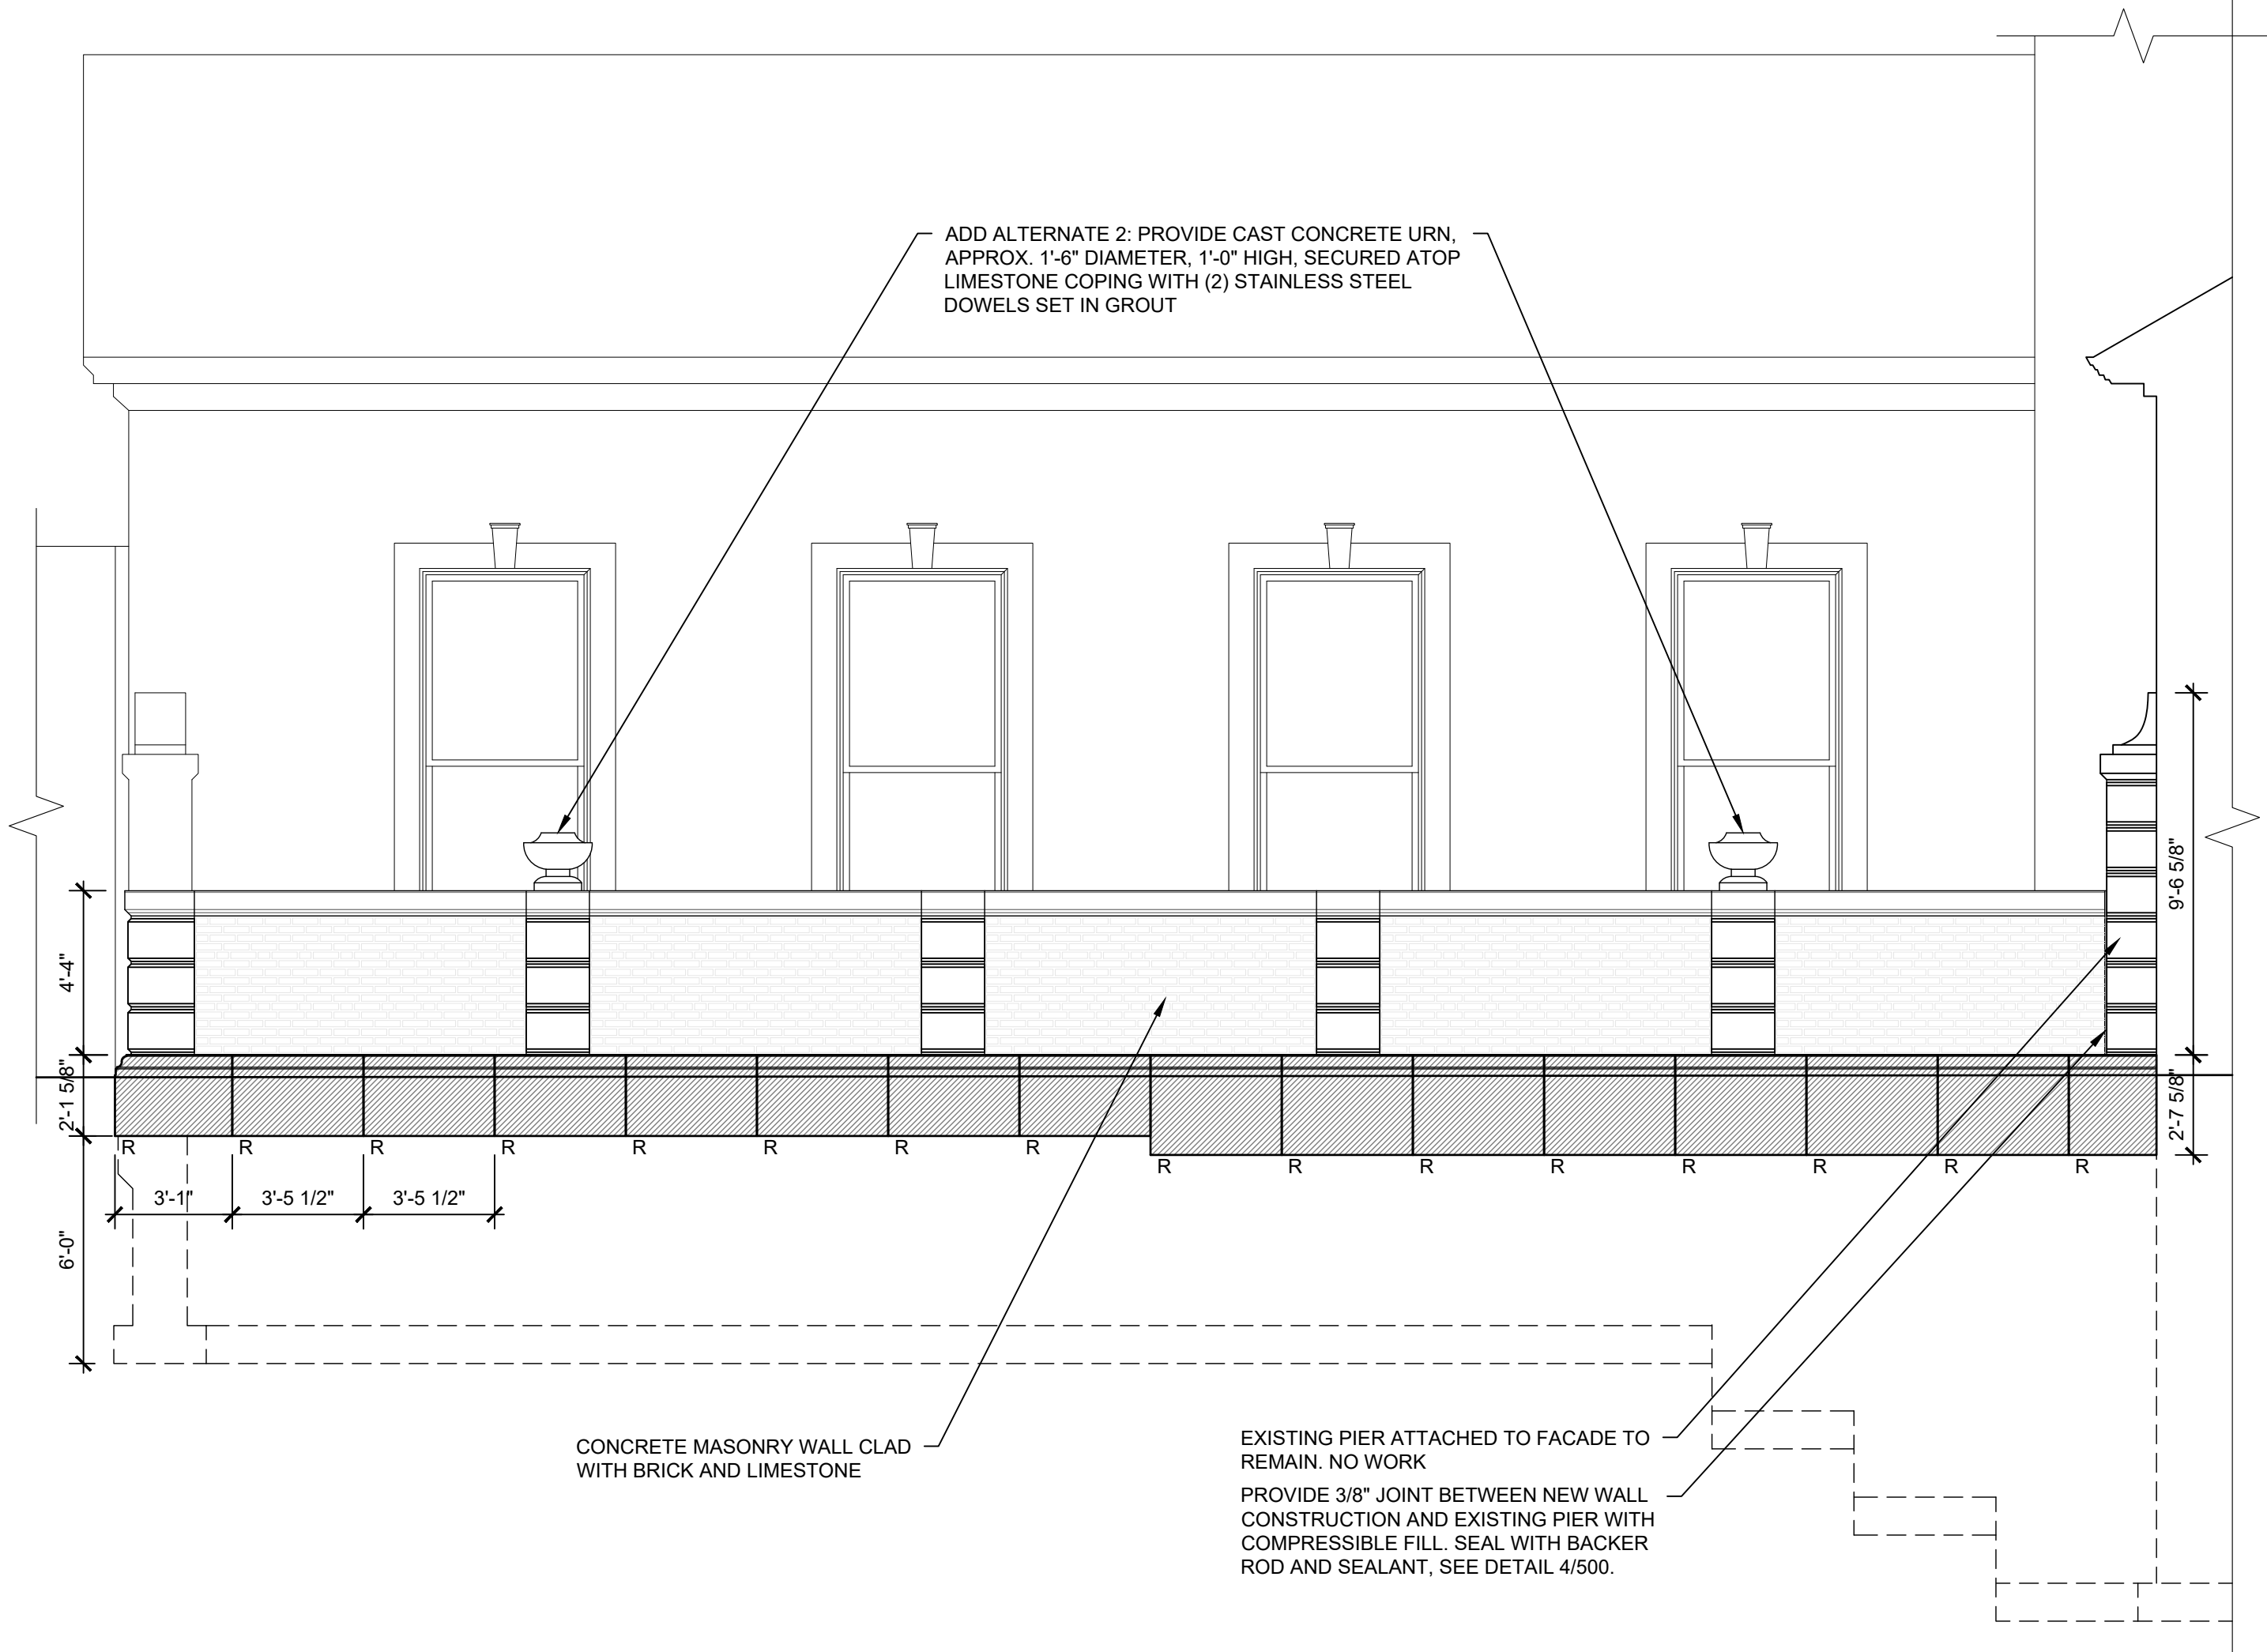 ADD ALTERNATE 2: PROVIDE CAST CONCRETE URN,
APPROX. 1'-6" DIAMETER, 1'-0" HIGH, SECURED ATOP
LIMESTONE COPING WITH (2) STAINLESS STEEL
DOWELS SET IN GROUT
4'-4"
2'-1 5/8"
6'-0"
9'-6 5/8"
2'-7 5/8"
R R R R R R R R
R R R R R R R R
3'-1" 3'-5 1/2" 3'-5 1/2"
CONCRETE MASONRY WALL CLAD
WITH BRICK AND LIMESTONE
EXISTING PIER ATTACHED TO FACADE TO
REMAIN. NO WORK
PROVIDE 3/8" JOINT BETWEEN NEW WALL
CONSTRUCTION AND EXISTING PIER WITH
COMPRESSIBLE FILL. SEAL WITH BACKER
ROD AND SEALANT, SEE DETAIL 4/500.